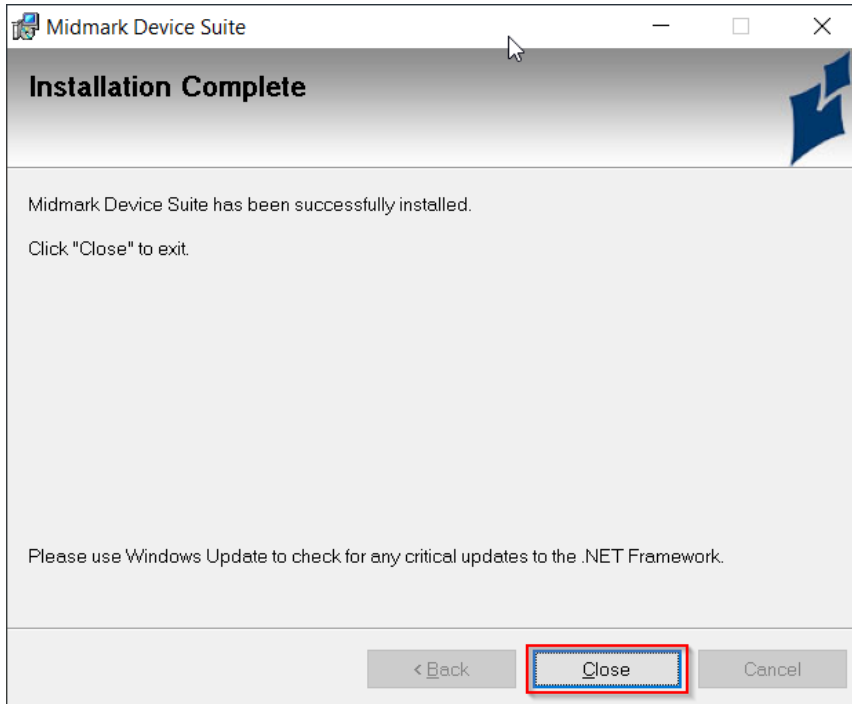 Midmark Device Suite
Installation Complete
Midmark Device Suite has been successfully installed.
Click "Close" to exit.
Please use Windows Update to check for any critical updates to the .NET Framework.
< Back Close Cancel